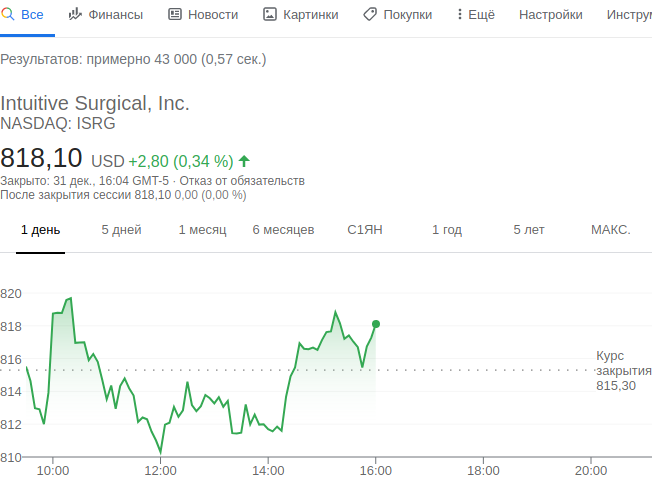 Все Финансы Новости Картинки Покупки Ещё Настройки Инстру
Результатов: примерно 43 000 (0,57 сек.)
Intuitive Surgical, Inc.
NASDAQ: ISRG
818,10 USD +2,80 (0,34 %)
Закрыто: 31 дек., 16:04 GMT-5 · Отказ от обязательств
После закрытия сессии 818,10 0,00 (0,00 %)
1 день 5 дней 1 месяц 6 месяцев С1ЯН 1 год 5 лет МАКС.
820
818
816
814
812
810
Курс
закрытия
815,30
10:00 12:00 14:00 16:00 18:00 20:00